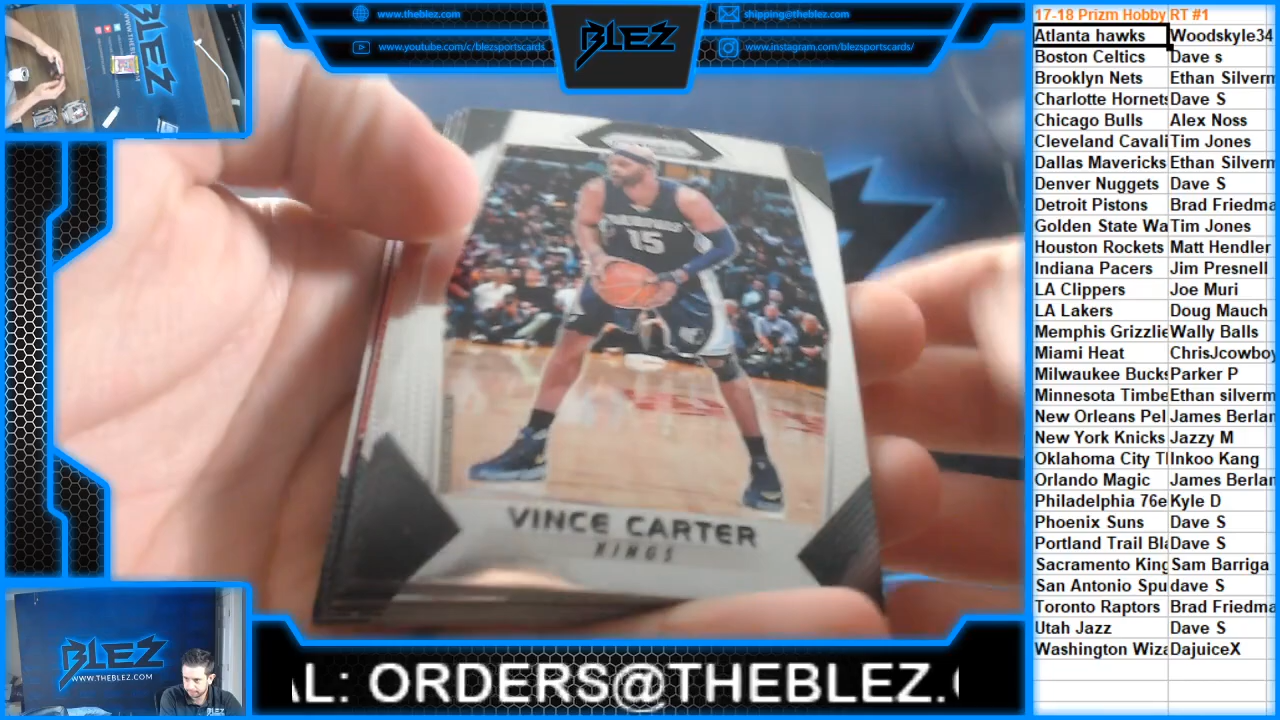 www.theblez.com
www.youtube.com/c/blezsportscards
BLEZ
shipping@theblez.com
www.instagram.com/blezsportscards/
17-18 Prizm Hobby RT #1
Atlanta hawks Woodskyle34
Boston Celtics Dave s
Brooklyn Nets Ethan Silverm
Charlotte Hornets Dave S
Chicago Bulls Alex Noss
Cleveland Cavali Tim Jones
Dallas Mavericks Ethan Silverm
Denver Nuggets Dave S
Detroit Pistons Brad Friedma
Golden State Wa Tim Jones
Houston Rockets Matt Hendler
Indiana Pacers Jim Presnell
LA Clippers Joe Muri
LA Lakers Doug Mauch
Memphis Grizzlie Wally Balls
Miami Heat ChrisJcowboy
Milwaukee Bucks Parker P
Minnesota Timbe Ethan silverm
New Orleans Pel James Berlan
New York Knicks Jazzy M
Oklahoma City T Inkoo Kang
Orlando Magic James Berlan
Philadelphia 76e Kyle D
Phoenix Suns Dave S
Portland Trail Bla Dave S
Sacramento King Sam Barriga
San Antonio Spu dave S
Toronto Raptors Brad Friedma
Utah Jazz Dave S
Washington Wiza DajuiceX
BLEZ
15
VINCE CARTER
KINGS
BLEZ
WWW.THEBLEZ.COM
BLEZ
AL: ORDERS@THEBLEZ.C